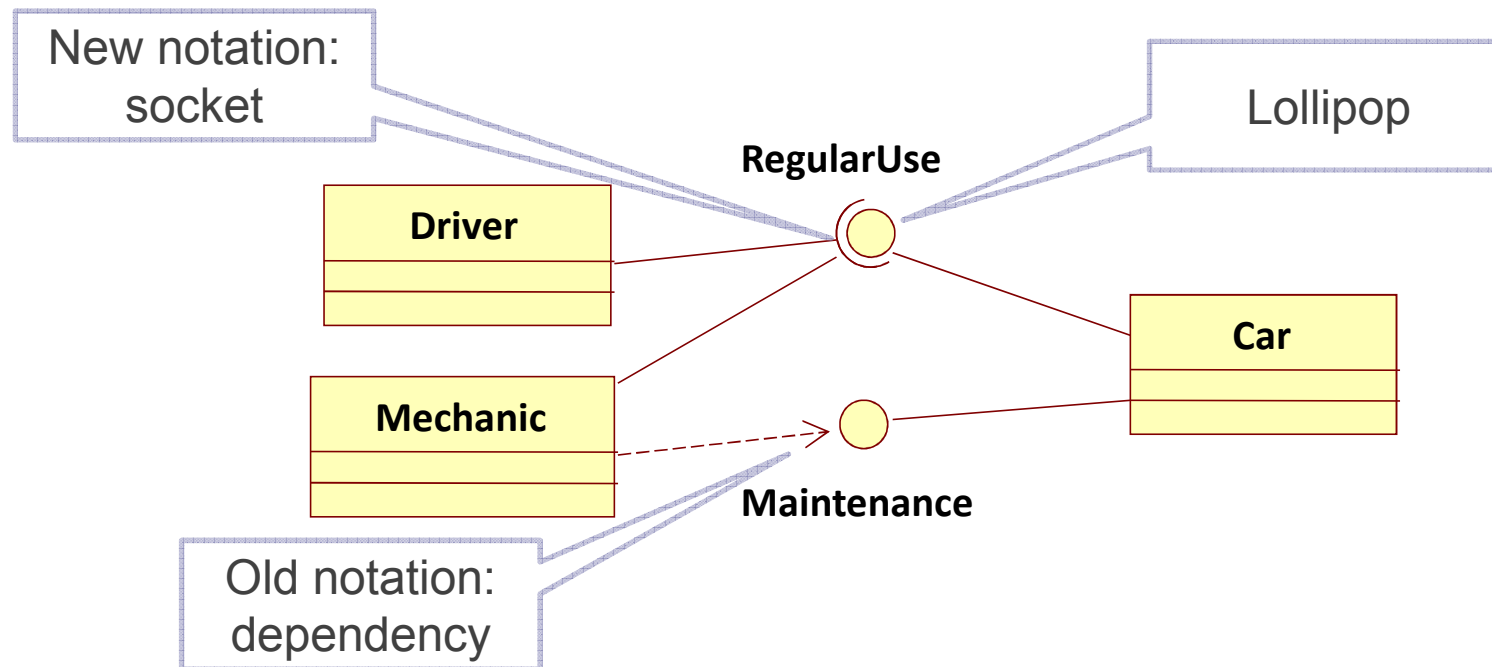 New notation:
socket
Lollipop
RegularUse
Driver
Car
Mechanic
Maintenance
Old notation:
dependency